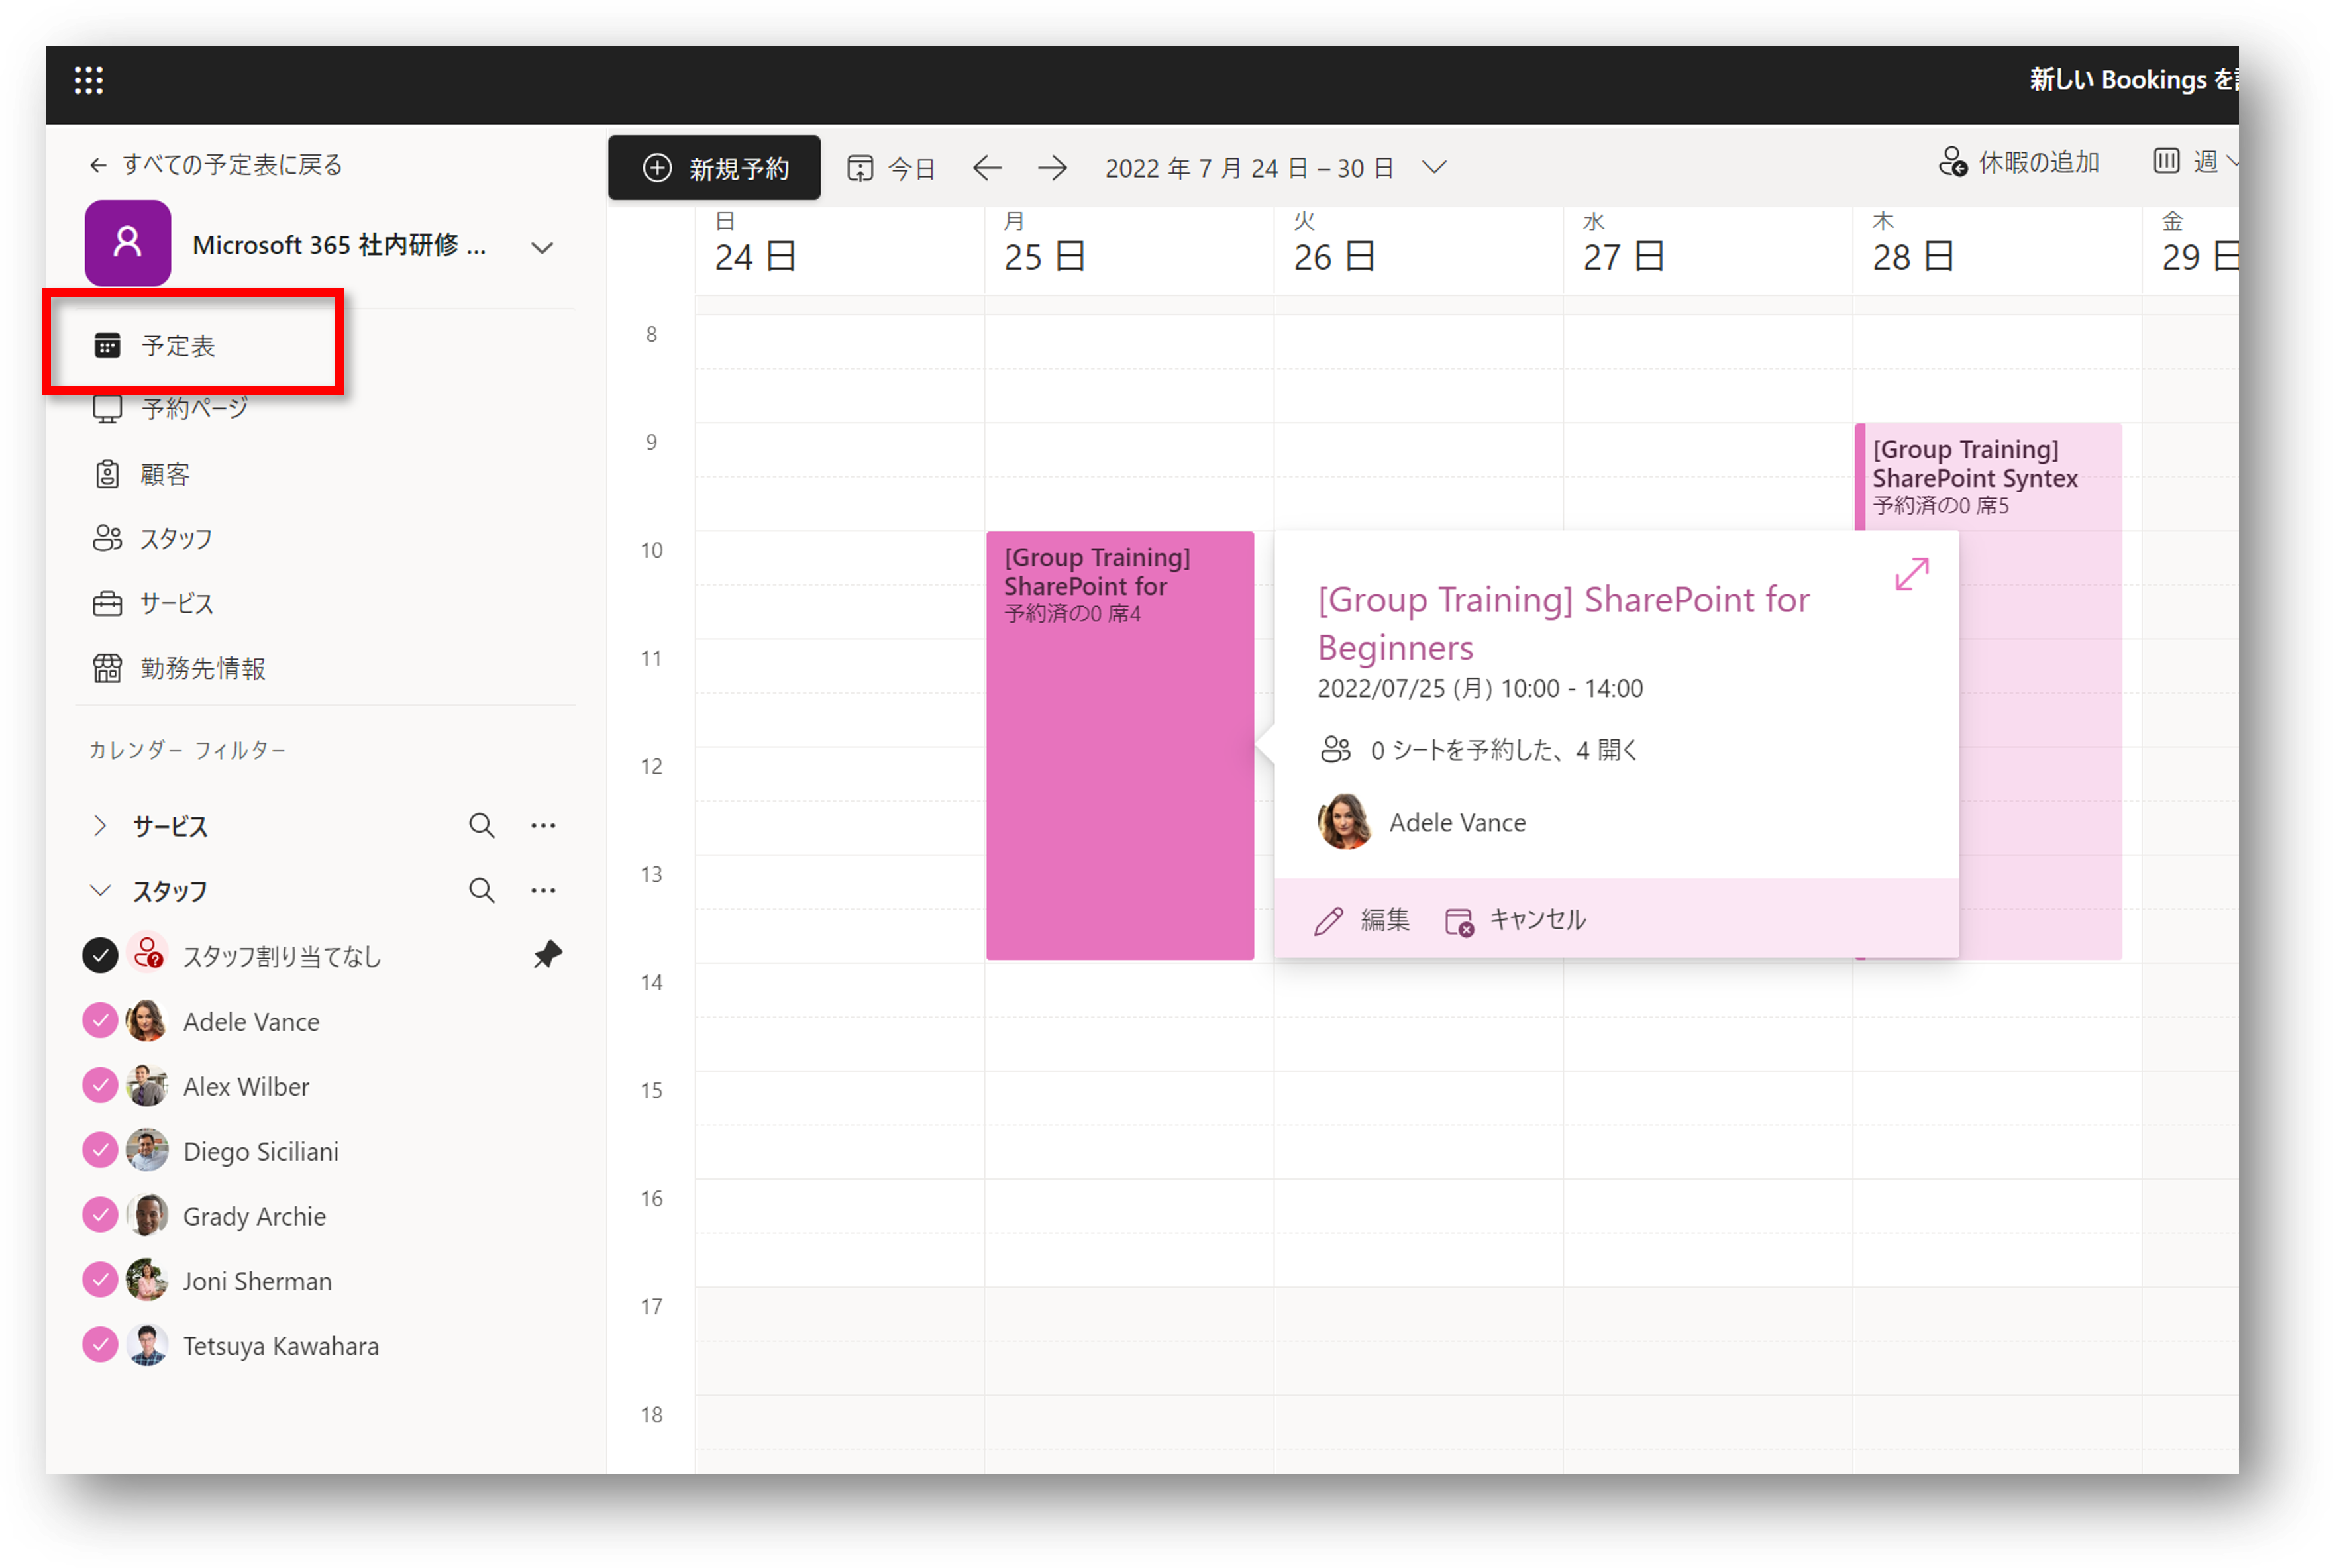 新しい Bookings を
すべての予定表に戻る
Microsoft 365 社内研修 ...
予定表
予約ページ
顧客
スタッフ
サービス
勤務先情報
カレンダー フィルター
サービス
スタッフ
スタッフ割り当てなし
Adele Vance
Alex Wilber
Diego Siciliani
Grady Archie
Joni Sherman
Tetsuya Kawahara
新規予約
今日
2022 年 7 月 24 日 – 30 日
休暇の追加
週
日
24 日
月
25 日
火
26 日
水
27 日
木
28 日
金
29 日
8
9
10
11
12
13
14
15
16
17
18
[Group Training]
SharePoint for
予約済の0 席4
[Group Training]
SharePoint Syntex
予約済の0 席5
[Group Training] SharePoint for
Beginners
2022/07/25 (月) 10:00 - 14:00
0 シートを予約した、4 開く
Adele Vance
編集
キャンセル